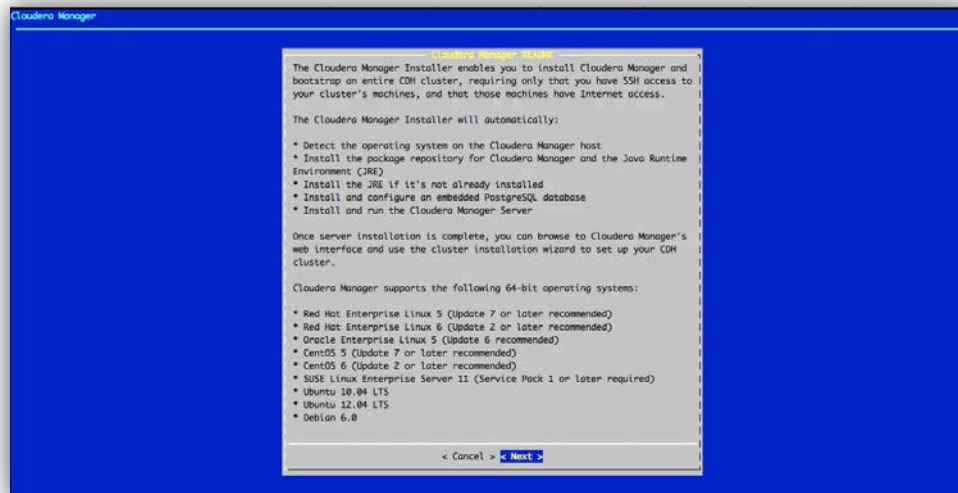 Cloudera Manager
Cloudera Manager README
The Cloudera Manager Installer enables you to install Cloudera Manager and
bootstrap an entire CDH cluster, requiring only that you have SSH access to
your cluster's machines, and that those machines have Internet access.
The Cloudera Manager Installer will automatically:
* Detect the operating system on the Cloudera Manager host
* Install the package repository for Cloudera Manager and the Java Runtime
Environment (JRE)
* Install the JRE if it's not already installed
* Install and configure an embedded PostgreSQL database
* Install and run the Cloudera Manager Server
Once server installation is complete, you can browse to Cloudera Manager's
web interface and use the cluster installation wizard to set up your CDH
cluster.
Cloudera Manager supports the following 64-bit operating systems:
* Red Hat Enterprise Linux 5 (Update 7 or later recommended)
* Red Hat Enterprise Linux 6 (Update 2 or later recommended)
* Oracle Enterprise Linux 5 (Update 6 recommended)
* CentOS 5 (Update 7 or later recommended)
* CentOS 6 (Update 2 or later recommended)
* SUSE Linux Enterprise Server 11 (Service Pack 1 or later required)
* Ubuntu 10.04 LTS
* Ubuntu 12.04 LTS
* Debian 6.0
< Cancel > < Next >